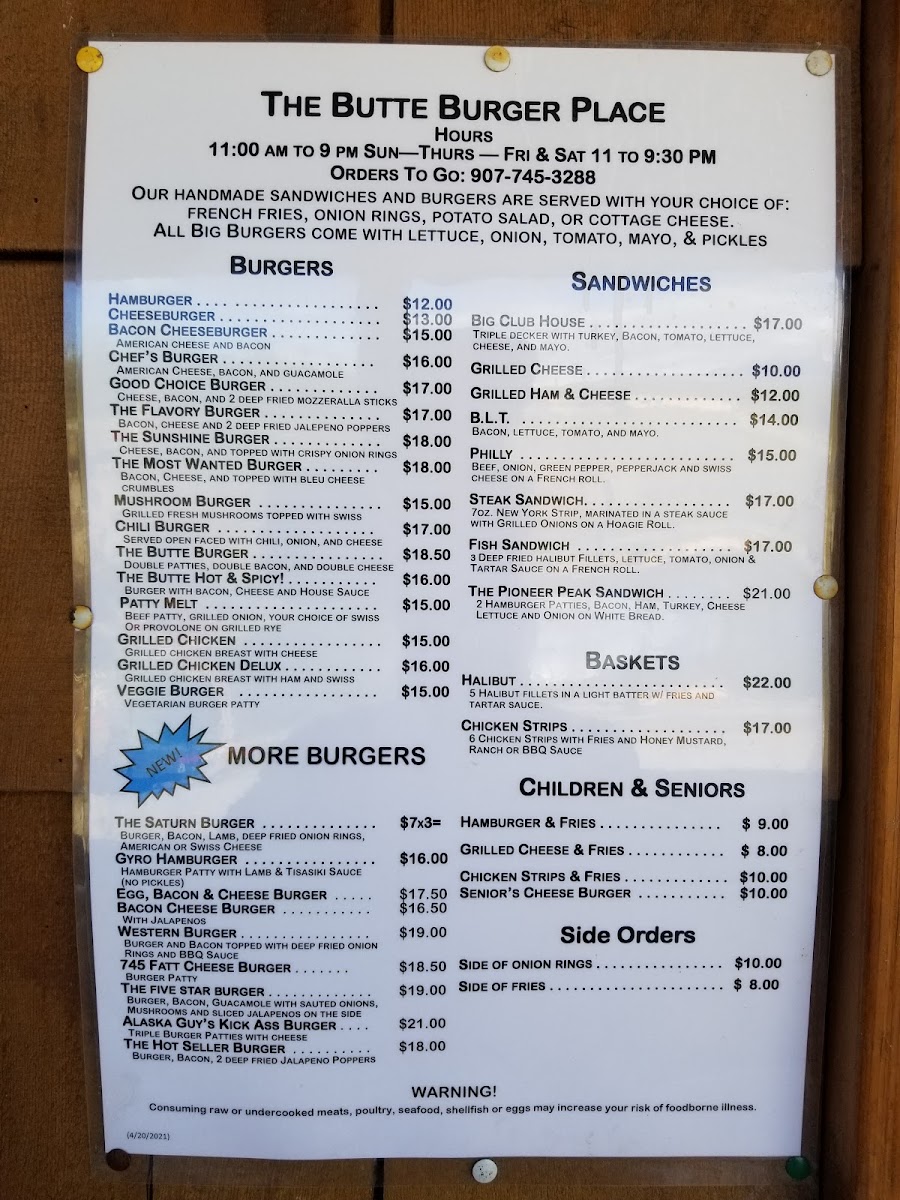 THE BUTTE BURGER PLACE
HOURS
11:00 AM TO 9 PM SUN—THURS — FRI & SAT 11 TO 9:30 PM
ORDERS TO GO: 907-745-3288
OUR HANDMADE SANDWICHES AND BURGERS ARE SERVED WITH YOUR CHOICE OF:
FRENCH FRIES, ONION RINGS, POTATO SALAD, OR COTTAGE CHEESE.
ALL BIG BURGERS COME WITH LETTUCE, ONION, TOMATO, MAYO, & PICKLES
BURGERS
HAMBURGER . . . . . . . . . . . . . . . . . . . . $12.00
CHEESEBURGER . . . . . . . . . . . . . . . . . . $13.00
BACON CHEESEBURGER . . . . . . . . . . . . $15.00
AMERICAN CHEESE AND BACON
CHEF'S BURGER . . . . . . . . . . . . . . . . . $16.00
AMERICAN CHEESE, BACON, AND GUACAMOLE
GOOD CHOICE BURGER . . . . . . . . . . . . $17.00
CHEESE, BACON, AND 2 DEEP FRIED MOZZERALLA STICKS
THE FLAVORY BURGER . . . . . . . . . . . . . $17.00
BACON, CHEESE AND 2 DEEP FRIED JALEPENO POPPERS
THE SUNSHINE BURGER . . . . . . . . . . . . $18.00
CHEESE, BACON, AND TOPPED WITH CRISPY ONION RINGS
THE MOST WANTED BURGER . . . . . . . . . $18.00
BACON, CHEESE, AND TOPPED WITH BLEU CHEESE
CRUMBLES
MUSHROOM BURGER . . . . . . . . . . . . . . $15.00
GRILLED FRESH MUSHROOMS TOPPED WITH SWISS
CHILI BURGER . . . . . . . . . . . . . . . . . $17.00
SERVED OPEN FACED WITH CHILI, ONION, AND CHEESE
THE BUTTE BURGER . . . . . . . . . . . . . . $18.50
DOUBLE PATTIES, DOUBLE BACON, AND DOUBLE CHEESE
THE BUTTE HOT & SPICY! . . . . . . . . . . . $16.00
BURGER WITH BACON, CHEESE AND HOUSE SAUCE
PATTY MELT . . . . . . . . . . . . . . . . . . $15.00
BEEF PATTY, GRILLED ONION, YOUR CHOICE OF SWISS
OR PROVOLONE ON GRILLED RYE
GRILLED CHICKEN . . . . . . . . . . . . . . . $15.00
GRILLED CHICKEN BREAST WITH CHEESE
GRILLED CHICKEN DELUX . . . . . . . . . . . $16.00
GRILLED CHICKEN BREAST WITH HAM AND SWISS
VEGGIE BURGER . . . . . . . . . . . . . . . . $15.00
VEGETARIAN BURGER PATTY
NEW!
MORE BURGERS
THE SATURN BURGER . . . . . . . . . . . . . $7x3=
BURGER, BACON, LAMB, DEEP FRIED ONION RINGS,
AMERICAN OR SWISS CHEESE
GYRO HAMBURGER . . . . . . . . . . . . . . . $16.00
HAMBURGER PATTY WITH LAMB & TISASIKI SAUCE
(NO PICKLES)
EGG, BACON & CHEESE BURGER . . . . . $17.50
BACON CHEESE BURGER . . . . . . . . . . . $16.50
WITH JALAPENOS
WESTERN BURGER . . . . . . . . . . . . . . . $19.00
BURGER AND BACON TOPPED WITH DEEP FRIED ONION
RINGS AND BBQ SAUCE
745 FATT CHEESE BURGER . . . . . . . $18.50
BURGER PATTY
THE FIVE STAR BURGER . . . . . . . . . . . . $19.00
BURGER, BACON, GUACAMOLE WITH SAUTED ONIONS,
MUSHROOMS AND SLICED JALAPENOS ON THE SIDE
ALASKA GUY'S KICK ASS BURGER . . . . $21.00
TRIPLE BURGER PATTIES WITH CHEESE
THE HOT SELLER BURGER . . . . . . . . . . $18.00
BURGER, BACON, 2 DEEP FRIED JALAPENO POPPERS
SANDWICHES
BIG CLUB HOUSE . . . . . . . . . . . . . . . . . . . $17.00
TRIPLE DECKER WITH TURKEY, BACON, TOMATO, LETTUCE,
CHEESE, AND MAYO.
GRILLED CHEESE . . . . . . . . . . . . . . . . . . . $10.00
GRILLED HAM & CHEESE . . . . . . . . . . . . . $12.00
B.L.T. . . . . . . . . . . . . . . . . . . . . . . . . $14.00
BACON, LETTUCE, TOMATO, AND MAYO.
PHILLY . . . . . . . . . . . . . . . . . . . . . . . . . . $15.00
BEEF, ONION, GREEN PEPPER, PEPPERJACK AND SWISS
CHEESE ON A FRENCH ROLL.
STEAK SANDWICH. . . . . . . . . . . . . . . . . . $17.00
7OZ. NEW YORK STRIP, MARINATED IN A STEAK SAUCE
WITH GRILLED ONIONS ON A HOAGIE ROLL.
FISH SANDWICH . . . . . . . . . . . . . . . . . . . $17.00
3 DEEP FRIED HALIBUT FILLETS, LETTUCE, TOMATO, ONION &
TARTAR SAUCE ON A FRENCH ROLL.
THE PIONEER PEAK SANDWICH . . . . . . . . $21.00
2 HAMBURGER PATTIES, BACON, HAM, TURKEY, CHEESE
LETTUCE AND ONION ON WHITE BREAD.
BASKETS
HALIBUT . . . . . . . . . . . . . . . . . . . . . . . . . $22.00
5 HALIBUT FILLETS IN A LIGHT BATTER W/ FRIES AND
TARTAR SAUCE.
CHICKEN STRIPS . . . . . . . . . . . . . . . . . . . $17.00
6 CHICKEN STRIPS WITH FRIES AND HONEY MUSTARD,
RANCH OR BBQ SAUCE
CHILDREN & SENIORS
HAMBURGER & FRIES . . . . . . . . . . . . . . . $ 9.00
GRILLED CHEESE & FRIES . . . . . . . . . . . . $ 8.00
CHICKEN STRIPS & FRIES . . . . . . . . . . . . . $10.00
SENIOR'S CHEESE BURGER . . . . . . . . . . . $10.00
Side Orders
SIDE OF ONION RINGS . . . . . . . . . . . . . . . . $10.00
SIDE OF FRIES . . . . . . . . . . . . . . . . . . . . . . $ 8.00
WARNING!
Consuming raw or undercooked meats, poultry, seafood, shellfish or eggs may increase your risk of foodborne illness.
(4/20/2021)